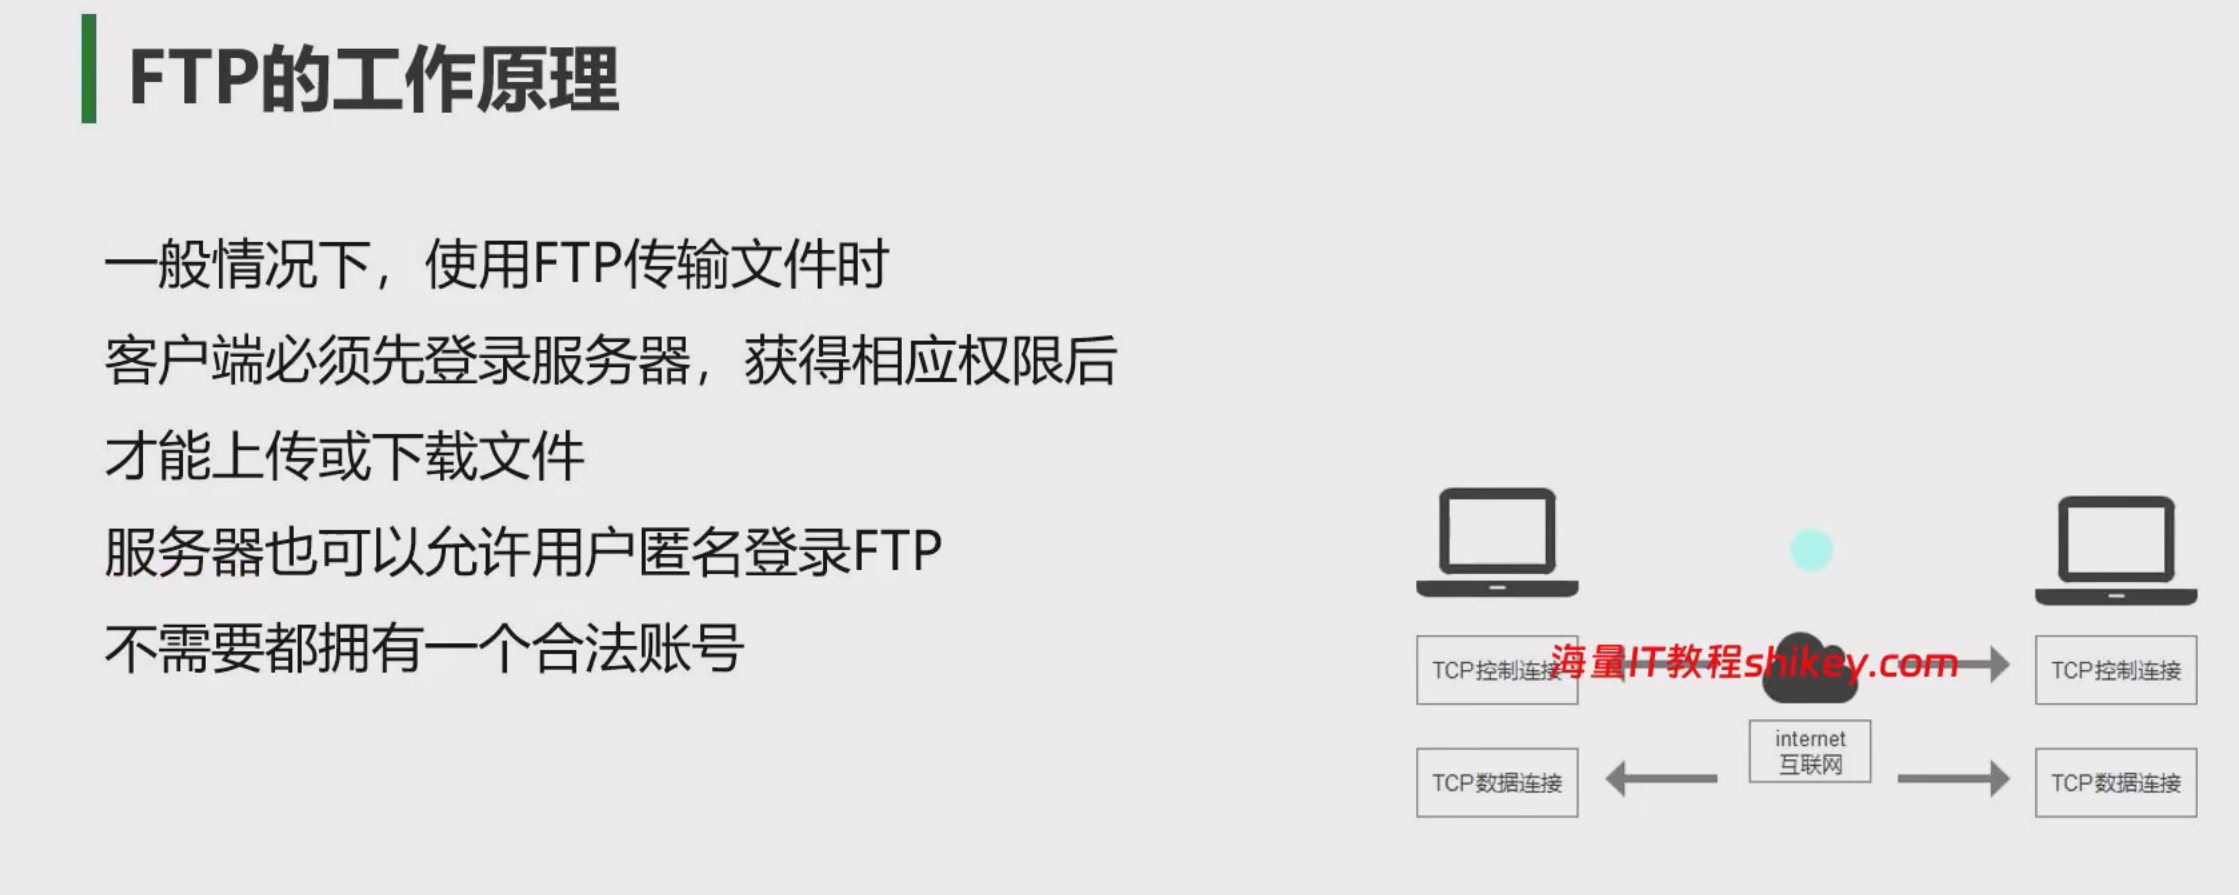 FTP的工作原理
一般情况下，使用FTP传输文件时
客户端必须先登录服务器，获得相应权限后
才能上传或下载文件
服务器也可以允许用户匿名登录FTP
不需要都拥有一个合法账号
TCP控制连接
海量IT教程shikey.com
TCP控制连接
internet
互联网
TCP数据连接
TCP数据连接